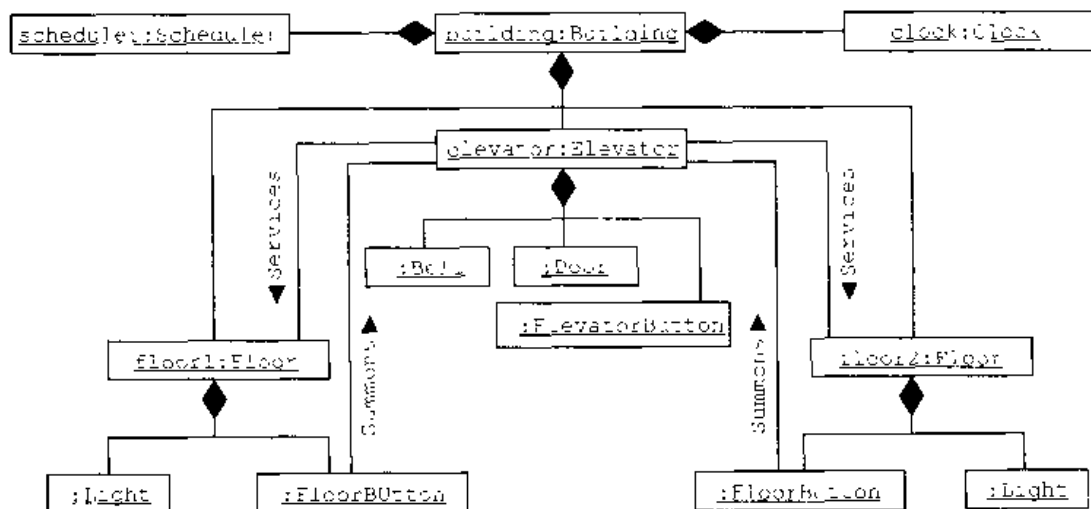 scheduler:Scheduler
building:Building
clock:Clock
elevator:Elevator
Services
Services
:Bell
:Door
:ElevatorButton
floor1:Floor
floor2:Floor
Summons
Summons
:Light
:FloorBUtton
:FloorButton
:Light